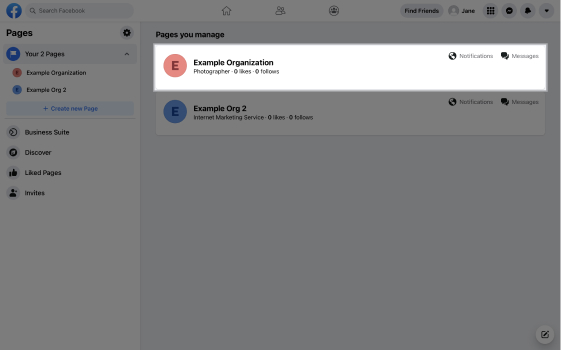 Search Facebook
Find Friends
Jane
Pages
Your 2 Pages
Example Organization
Example Org 2
+ Create new Page
Business Suite
Discover
Liked Pages
Invites
Pages you manage
E
Example Organization
Photographer · 0 likes · 0 follows
Notifications
Messages
E
Example Org 2
Internet Marketing Service · 0 likes · 0 follows
Notifications
Messages